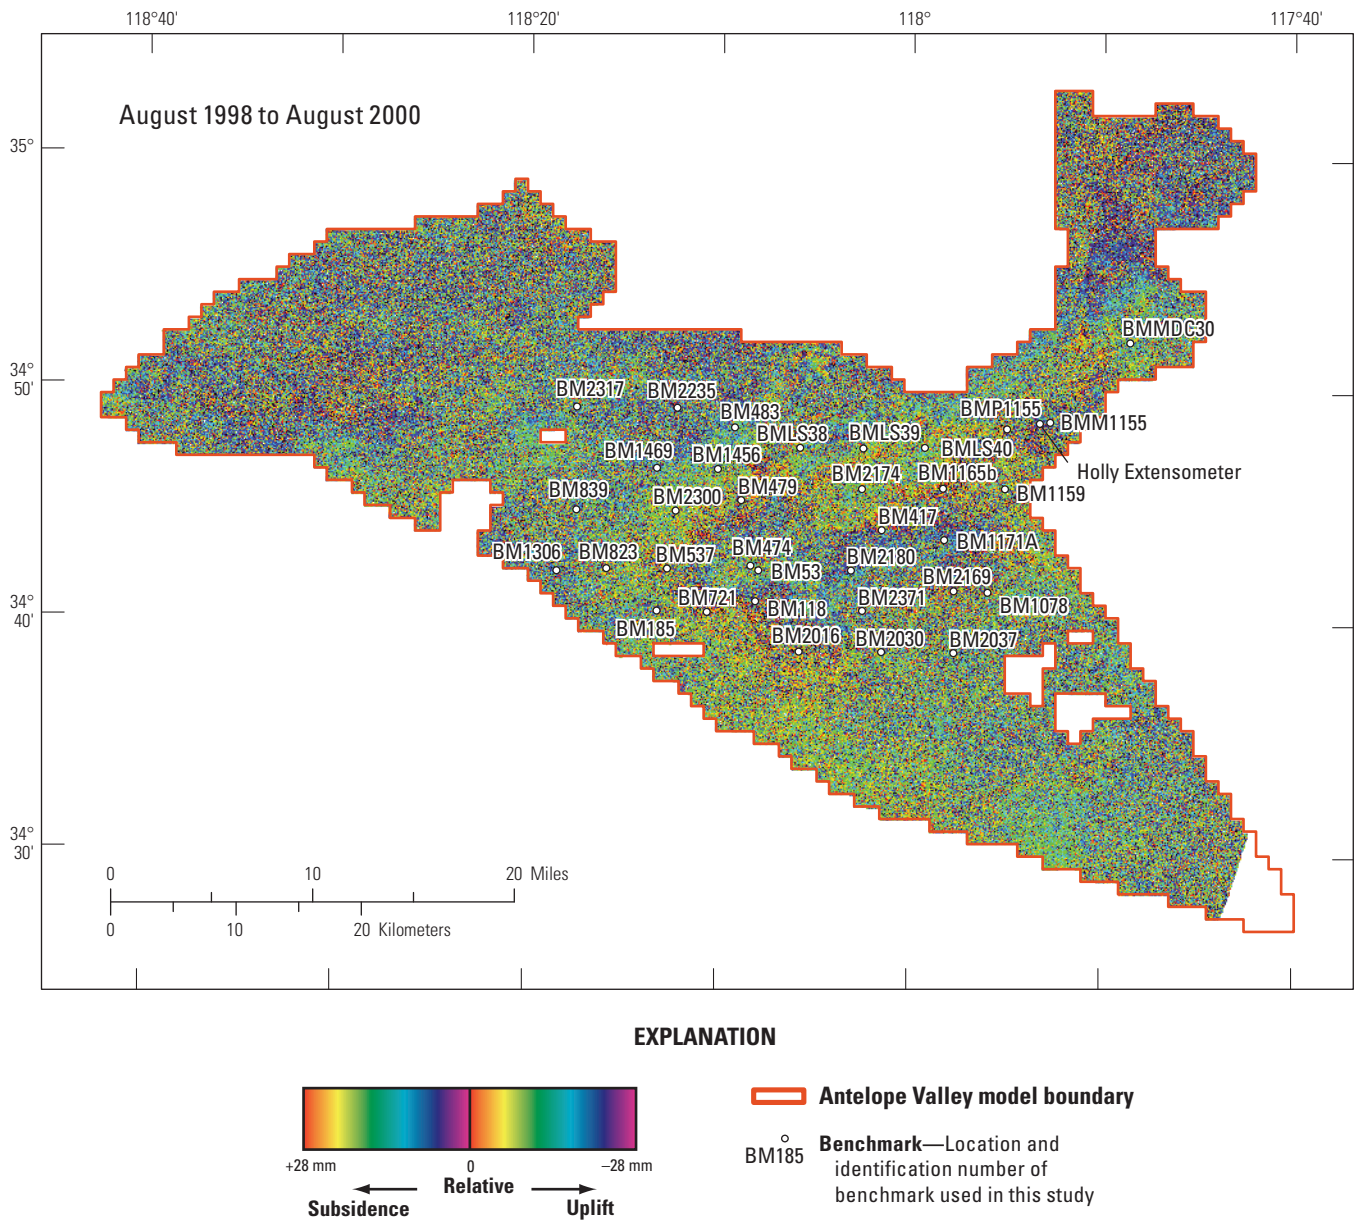 118°40' 118°20' 118° 117°40'
August 1998 to August 2000
35°
34°
50'
34°
40'
34°
30'
BMMDC30
BM2317 BM2235
BMP1155
BM483 BMM1155
BMLS38 BMLS39
BM1469 BM1456 BMLS40
Holly Extensometer
BM2174 BM1165b
BM839 BM2300 BM479
BM1159
BM417
BM1306 BM823 BM537 BM474
BM53 BM2180 BM1171A
BM2169
BM721 BM118 BM2371 BM1078
BM185 BM2016 BM2030 BM2037
0 10 20 Miles
0 10 20 Kilometers
EXPLANATION
+28 mm 0 –28 mm
Relative
Subsidence Uplift
Antelope Valley model boundary
BM185
Benchmark—Location and
identification number of
benchmark used in this study